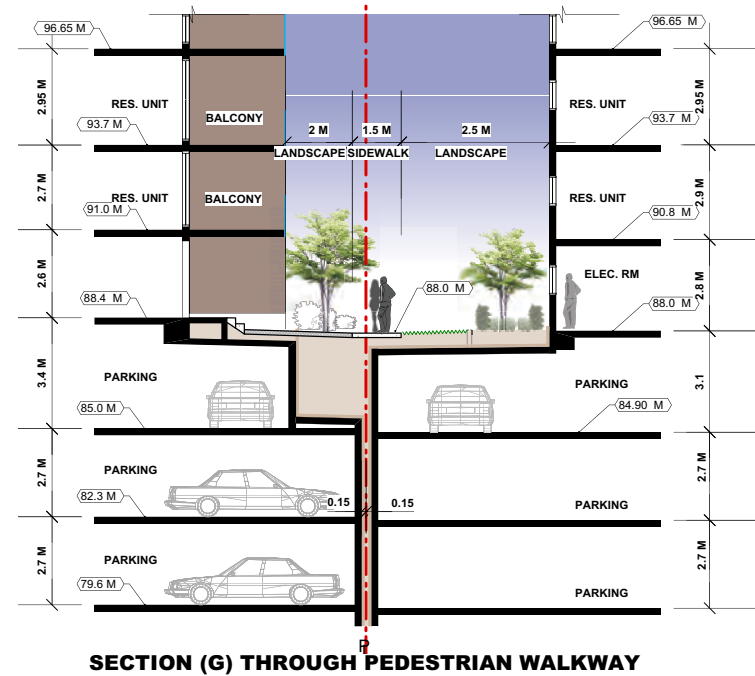 96.65 M
96.65 M
2.95 M
RES. UNIT
BALCONY
RES. UNIT
2.95 M
93.7 M
2 M
1.5 M
2.5 M
93.7 M
LANDSCAPE
SIDEWALK
LANDSCAPE
2.7 M
RES. UNIT
BALCONY
RES. UNIT
2.9 M
91.0 M
90.8 M
2.6 M
ELEC. RM
2.8 M
88.4 M
88.0 M
88.0 M
3.4 M
PARKING
PARKING
3.1
85.0 M
84.90 M
2.7 M
PARKING
2.7 M
82.3 M
0.15
0.15
PARKING
2.7 M
PARKING
2.7 M
79.6 M
PARKING
P
SECTION (G) THROUGH PEDESTRIAN WALKWAY